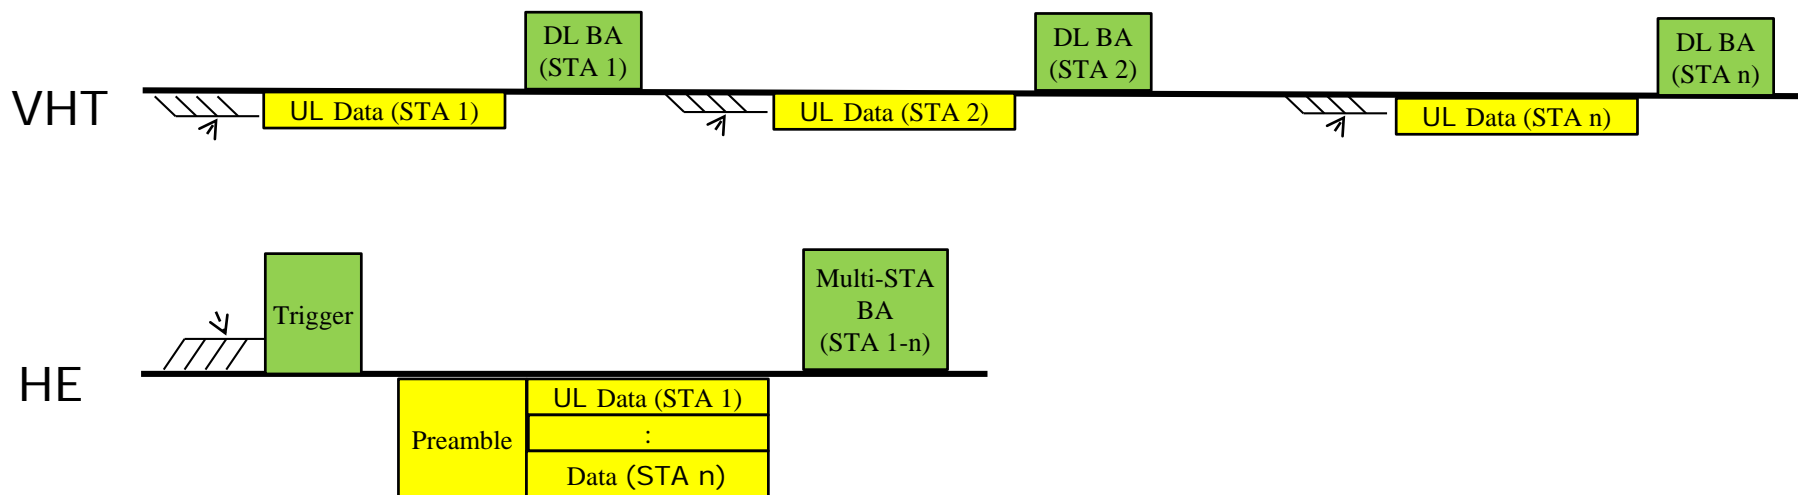 VHT
DL BA
(STA 1)
UL Data (STA 1)
DL BA
(STA 2)
UL Data (STA 2)
DL BA
(STA n)
UL Data (STA n)
HE
Trigger
Preamble
UL Data (STA 1)
:
Data (STA n)
Multi-STA
BA
(STA 1-n)